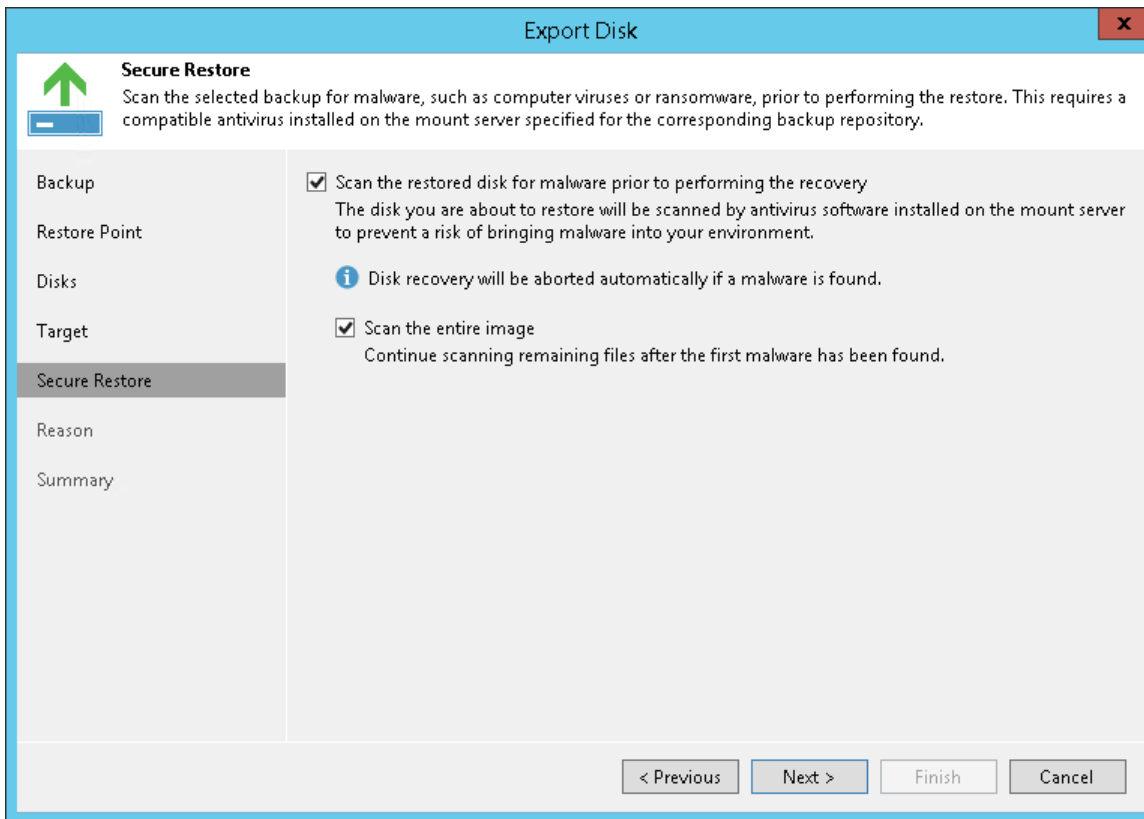 Export Disk
x
Secure Restore
Scan the selected backup for malware, such as computer viruses or ransomware, prior to performing the restore. This requires a
compatible antivirus installed on the mount server specified for the corresponding backup repository.
Backup
Restore Point
Disks
Target
Secure Restore
Reason
Summary
Scan the restored disk for malware prior to performing the recovery
The disk you are about to restore will be scanned by antivirus software installed on the mount server
to prevent a risk of bringing malware into your environment.
Disk recovery will be aborted automatically if a malware is found.
Scan the entire image
Continue scanning remaining files after the first malware has been found.
< Previous
Next >
Finish
Cancel